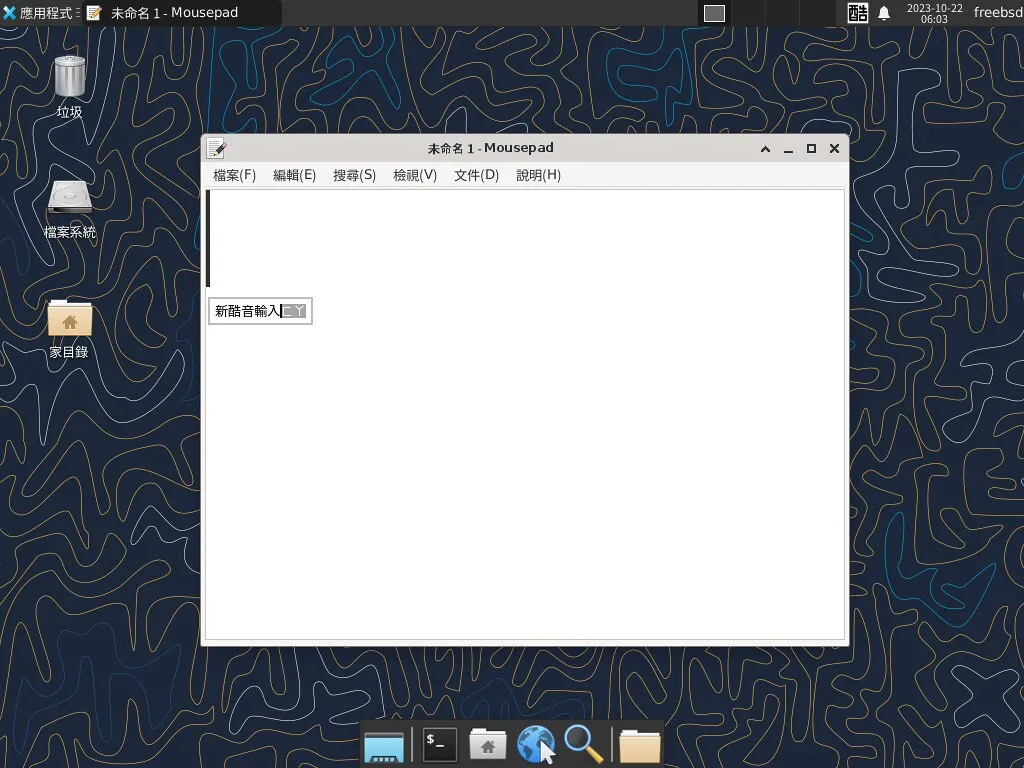 應用程式
未命名 1 - Mousepad
酷
2023-10-22
06:03
freebsd
垃圾
檔案系統
家目錄
未命名 1 - Mousepad
檔案(F) 編輯(E) 搜尋(S) 檢視(V) 文件(D) 說明(H)
新酷音輸入ㄈㄚ
$_